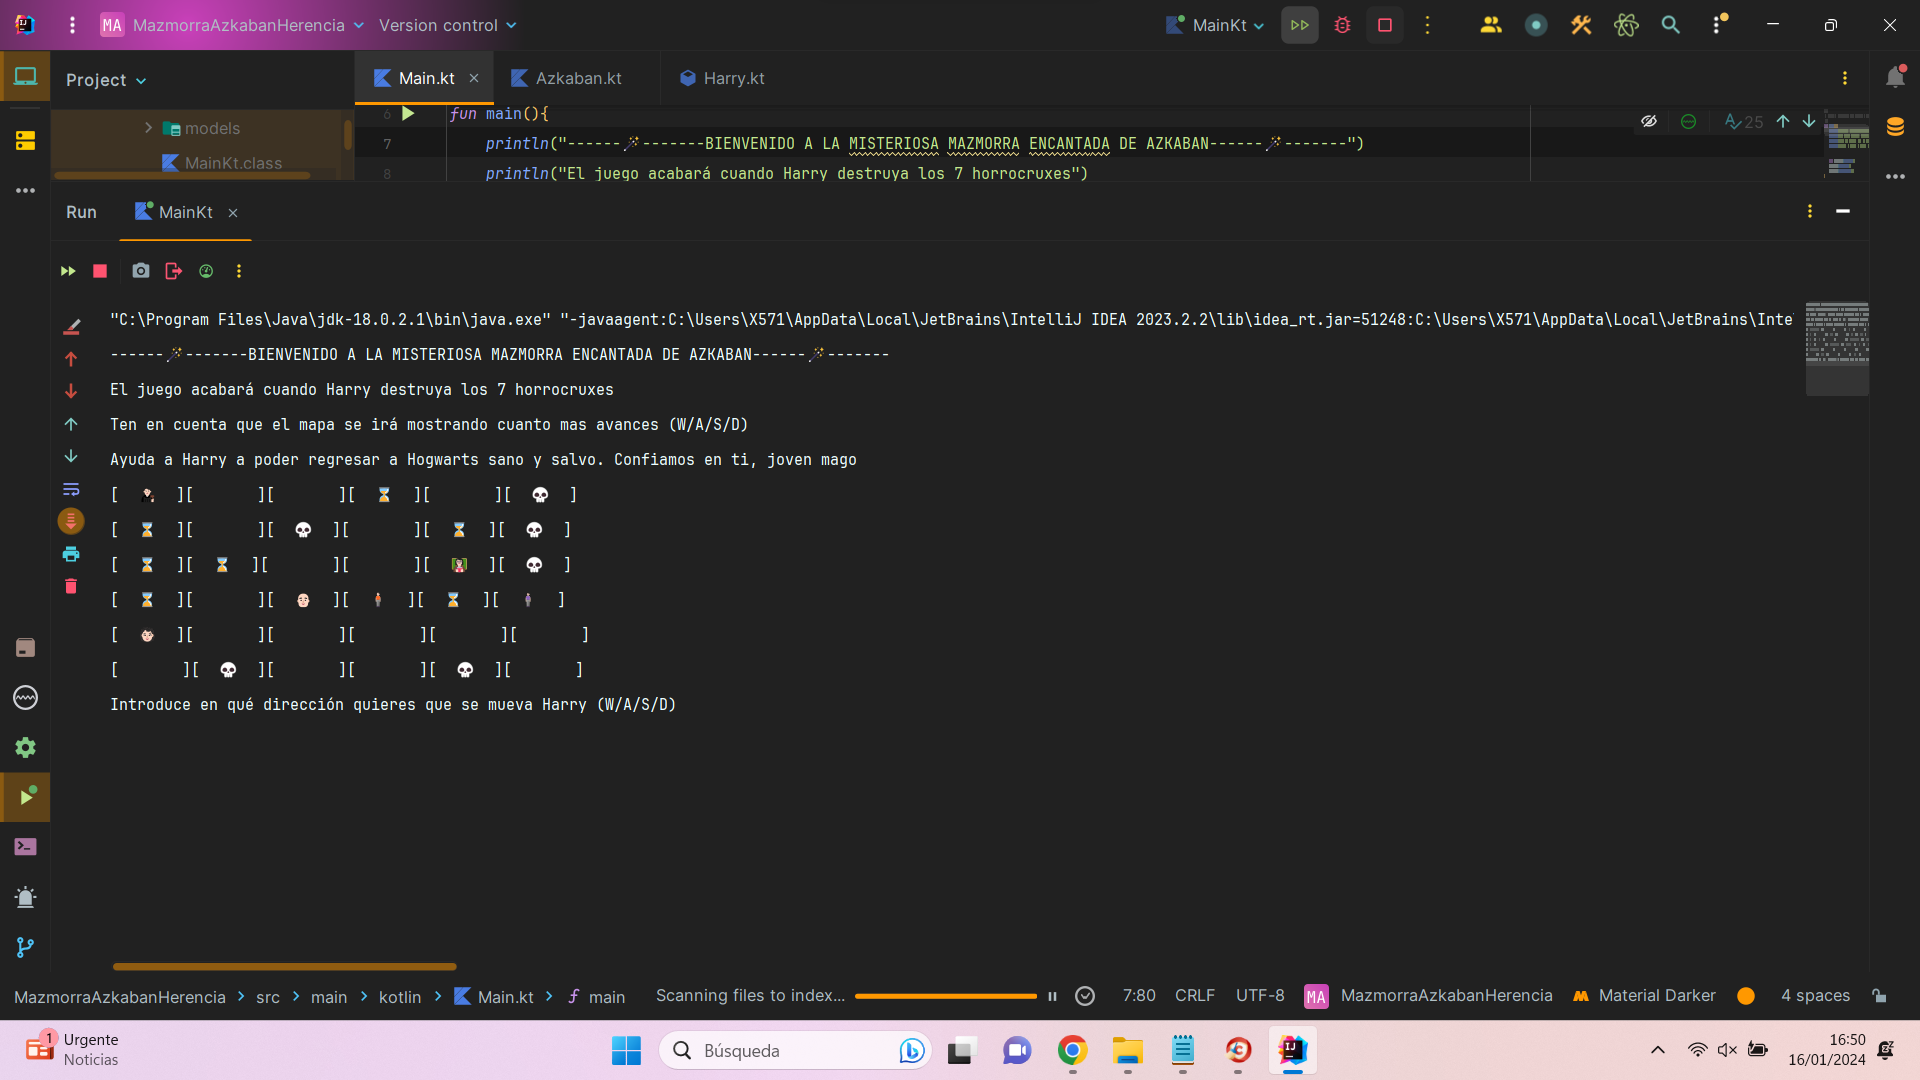 MA MazmorraAzkabanHerencia Version control MainKt
Project Main.kt Azkaban.kt Harry.kt
models
MainKt.class
6 fun main(){
7 println("------🪄-------BIENVENIDO A LA MISTERIOSA MAZMORRA ENCANTADA DE AZKABAN------🪄-------")
8 println("El juego acabará cuando Harry destruya los 7 horrocruxes")
25
Run MainKt
"C:\Program Files\Java\jdk-18.0.2.1\bin\java.exe" "-javaagent:C:\Users\X571\AppData\Local\JetBrains\IntelliJ IDEA 2023.2.2\lib\idea_rt.jar=51248:C:\Users\X571\AppData\Local\JetBrains\Inte
------🪄-------BIENVENIDO A LA MISTERIOSA MAZMORRA ENCANTADA DE AZKABAN------🪄-------
El juego acabará cuando Harry destruya los 7 horrocruxes
Ten en cuenta que el mapa se irá mostrando cuanto mas avances (W/A/S/D)
Ayuda a Harry a poder regresar a Hogwarts sano y salvo. Confiamos en ti, joven mago
Introduce en qué dirección quieres que se mueva Harry (W/A/S/D)
MazmorraAzkabanHerencia > src > main > kotlin > Main.kt > main Scanning files to index... 7:80 CRLF UTF-8 MA MazmorraAzkabanHerencia Material Darker 4 spaces
1 Urgente
Noticias
Búsqueda
16:50
16/01/2024